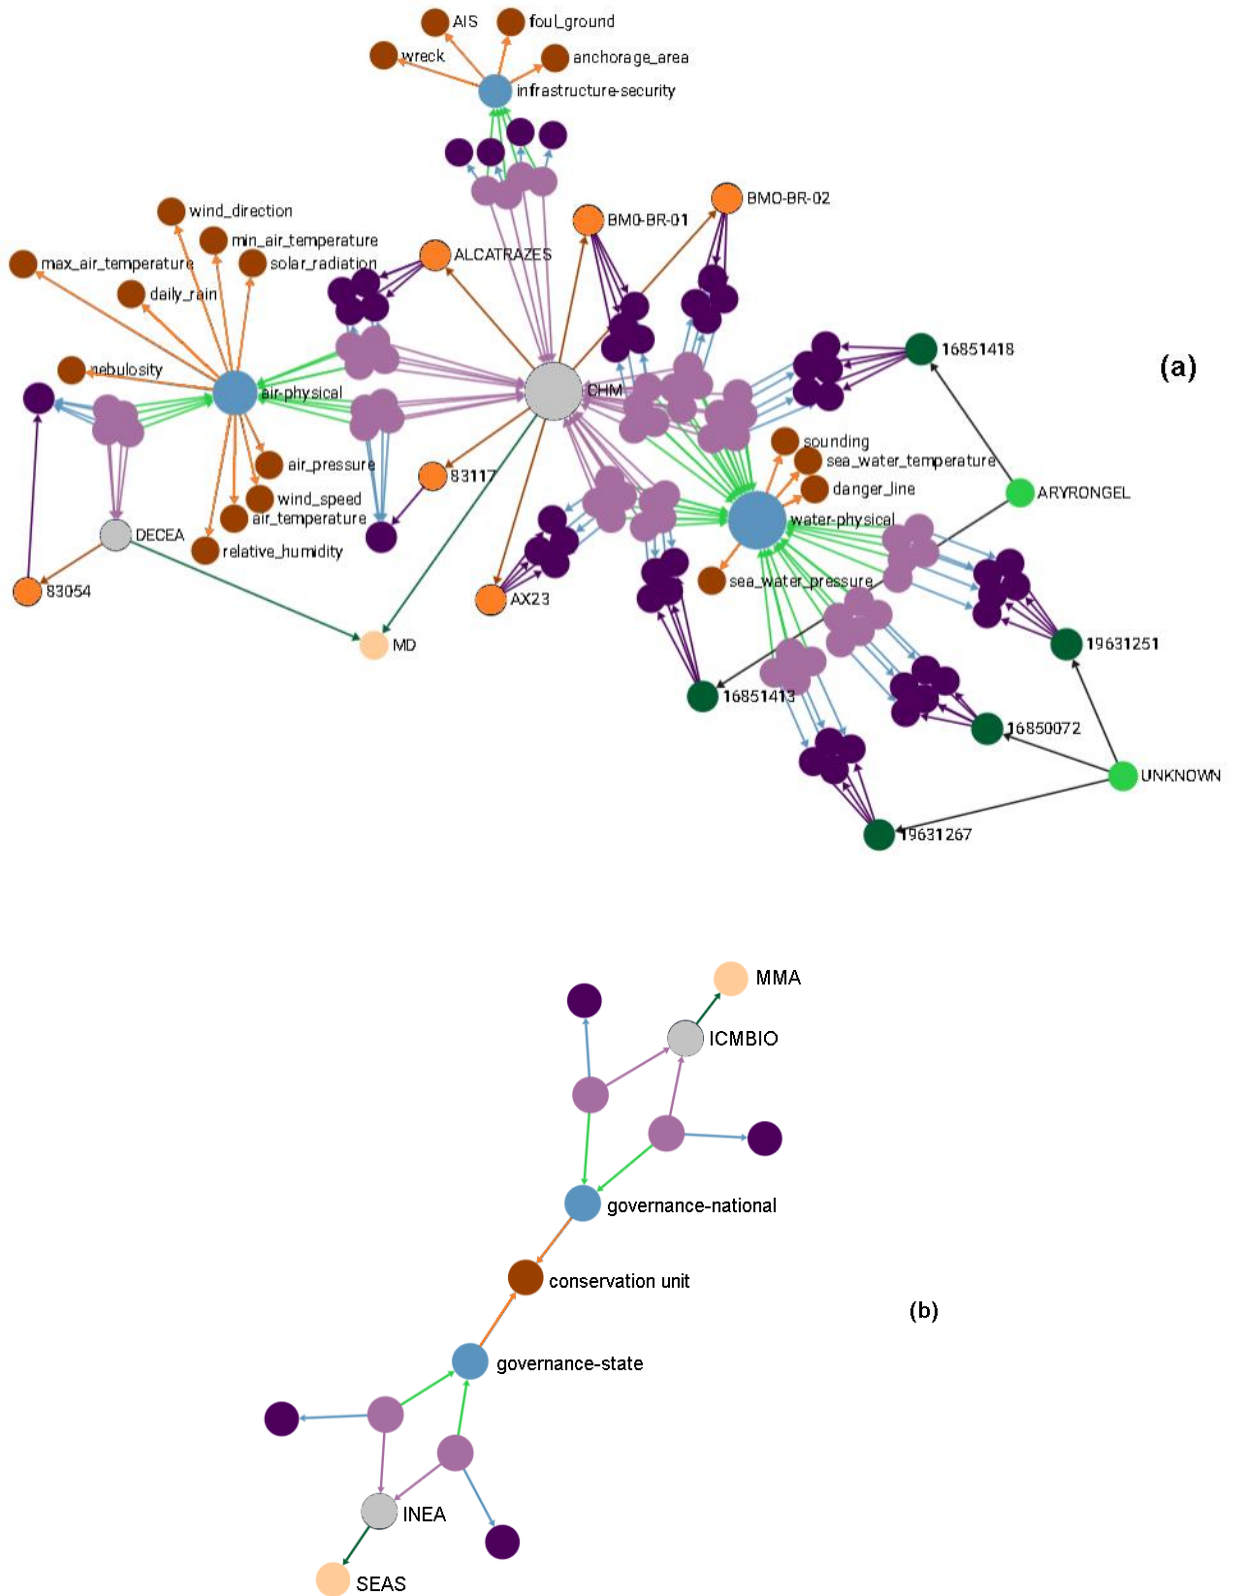 AIS
foul_ground
wreck
anchorage_area
infrastructure-security
BM0-BR-01
BMO-BR-02
wind_direction
min_air_temperature
ALCATRAZES
max_air_temperature
solar_radiation
daily_rain
16851418
(a)
nebulosity
air-physical
CHM
sounding
sea_water_temperature
air_pressure
83117
danger_line
ARYRONGEL
wind_speed
air_temperature
water-physical
DECEA
relative_humidity
sea_water_pressure
83054
AX23
MD
19631251
16851413
16850072
UNKNOWN
19631267
MMA
ICMBIO
governance-national
conservation unit
(b)
governance-state
INEA
SEAS